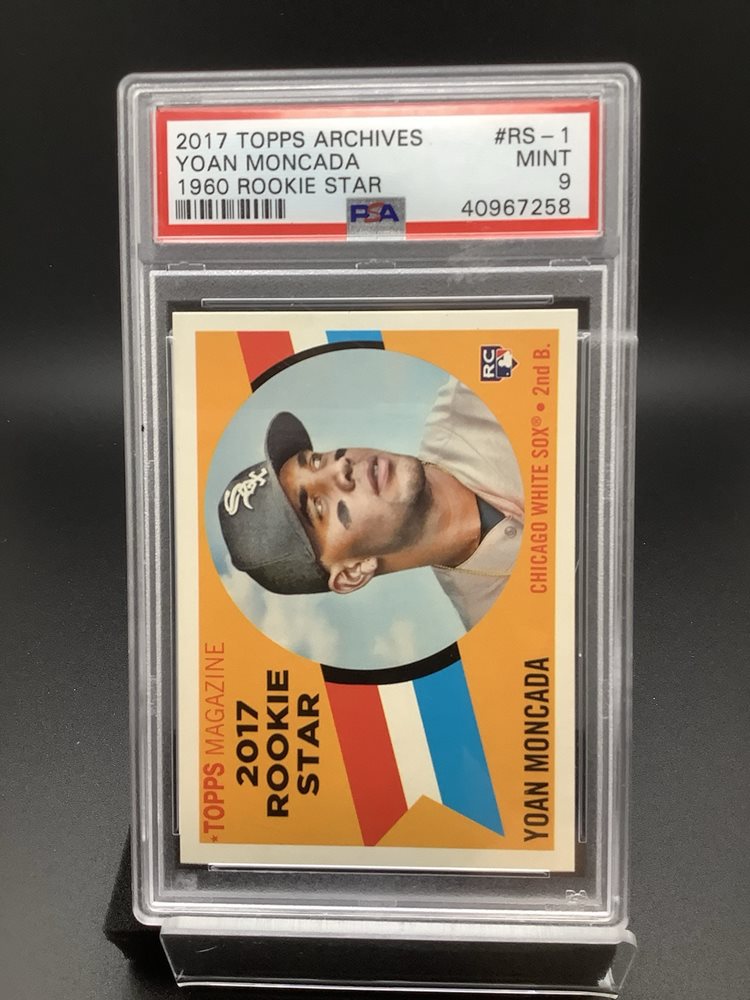 2017 TOPPS ARCHIVES #RS-1
YOAN MONCADA MINT
1960 ROOKIE STAR 9
PSA 40967258
RC
★TOPPS MAGAZINE
2017
ROOKIE
STAR
Sox
YOAN MONCADA
CHICAGO WHITE SOX® • 2nd B.